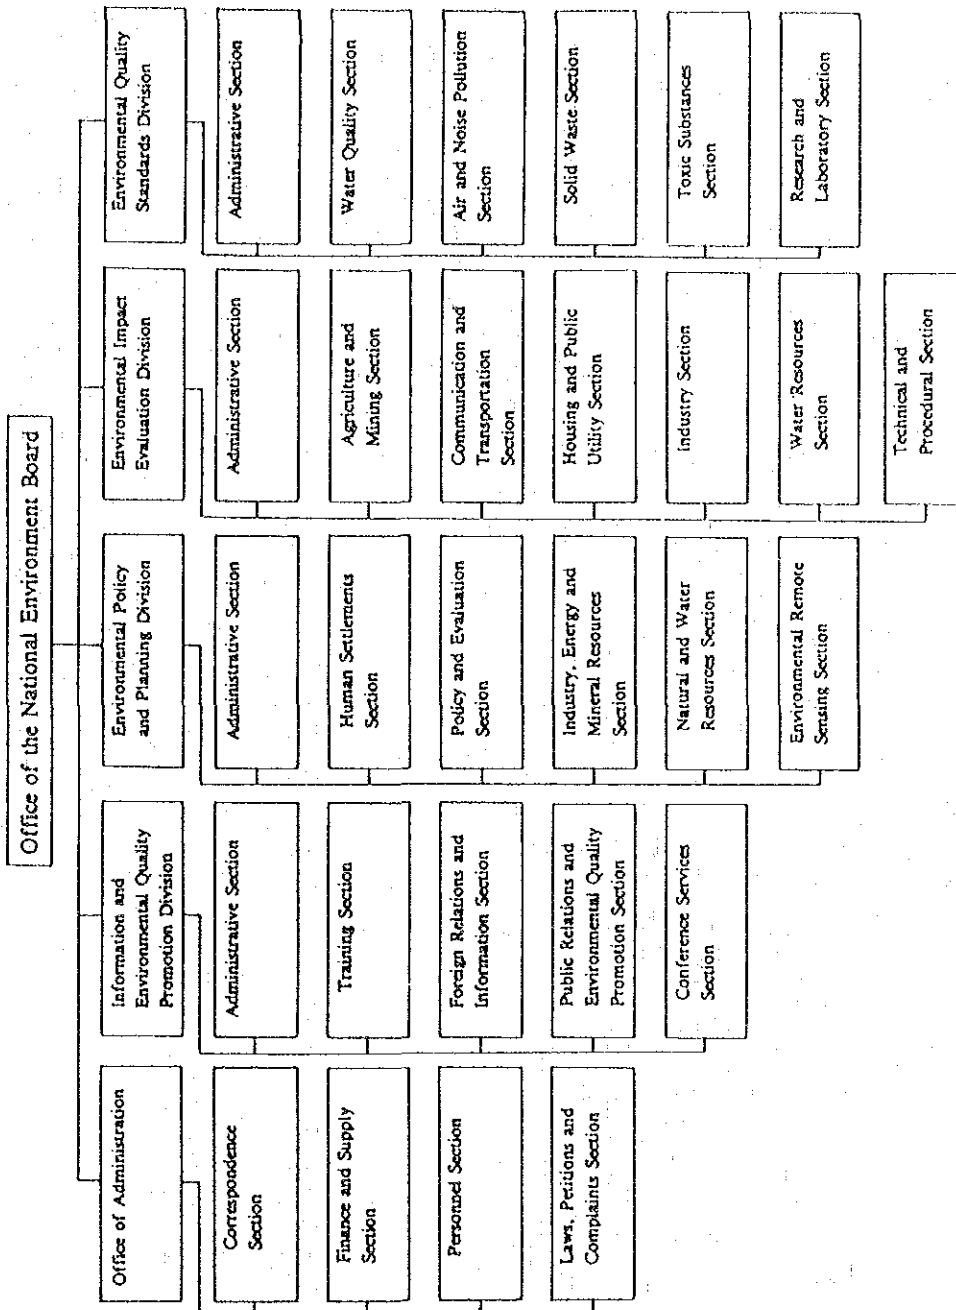 Office of the National Environment Board
Office of Administration
Correspondence
Section
Finance and Supply
Section
Personnel Section
Laws, Petitions and
Complaints Section
Information and
Environmental Quality
Promotion Division
Administrative Section
Training Section
Foreign Relations and
Information Section
Public Relations and
Environmental Quality
Promotion Section
Conference Services
Section
Environmental Policy
and Planning Division
Administrative Section
Human Settlements
Section
Policy and Evaluation
Section
Industry, Energy and
Mineral Resources
Section
Natural and Water
Resources Section
Environmental Remote
Sensing Section
Environmental Impact
Evaluation Division
Administrative Section
Agriculture and
Mining Section
Communication and
Transportation
Section
Housing and Public
Utility Section
Industry Section
Water Resources
Section
Technical and
Procedural Section
Environmental Quality
Standards Division
Administrative Section
Water Quality Section
Air and Noise Pollution
Section
Solid Waste Section
Toxic Substances
Section
Research and
Laboratory Section